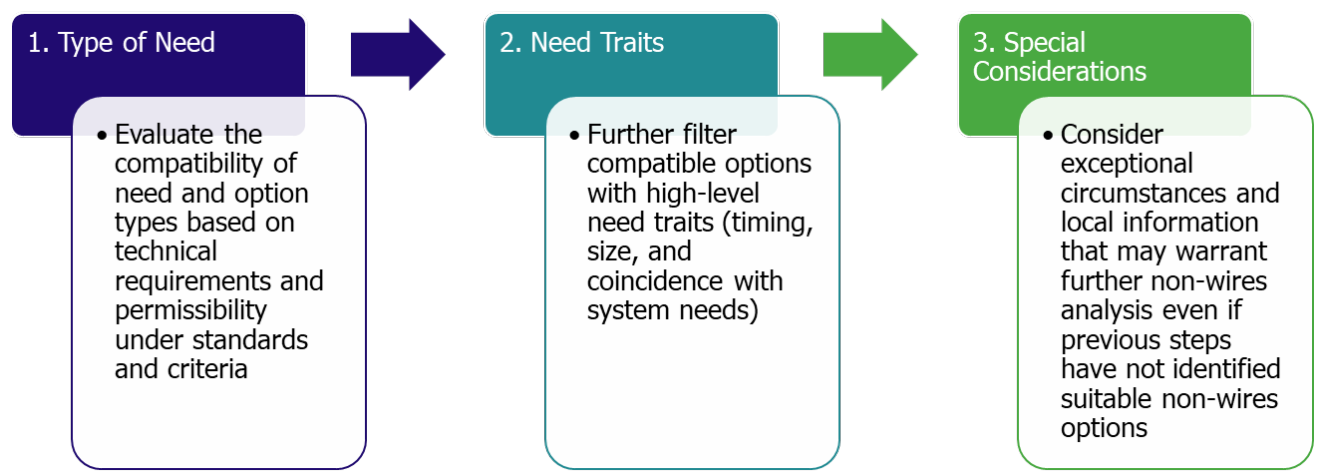 1. Type of Need
• Evaluate the
compatibility of
need and option
types based on
technical
requirements and
permissibility
under standards
and criteria
2. Need Traits
• Further filter
compatible options
with high-level
need traits (timing,
size, and
coincidence with
system needs)
3. Special
Considerations
• Consider
exceptional
circumstances and
local information
that may warrant
further non-wires
analysis even if
previous steps
have not identified
suitable non-wires
options